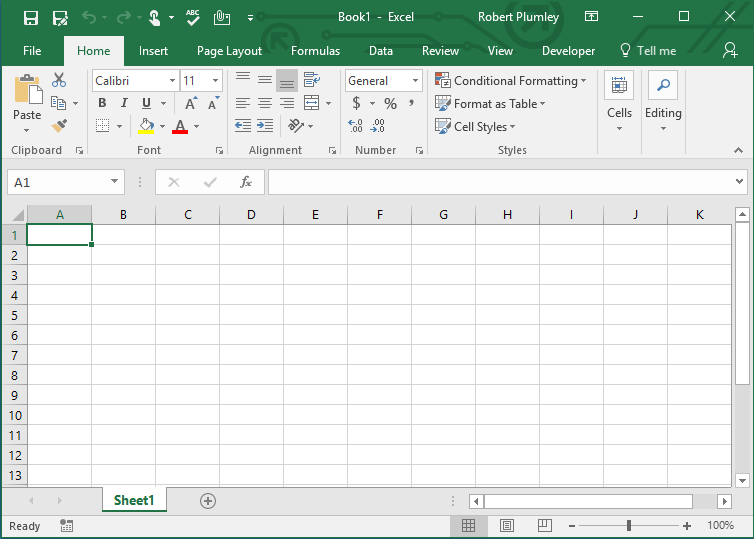 ABC Book1 - Excel Robert Plumley
File Home Insert Page Layout Formulas Data Review View Developer Tell me
Calibri 11 General Conditional Formatting
Paste B I U A A $ % , Format as Table Cells Editing
A .00 .0 Cell Styles
Clipboard Font Alignment Number Styles
A1 fx
A B C D E F G H I J K
1
2
3
4
5
6
7
8
9
10
11
12
13
Sheet1
Ready 100%